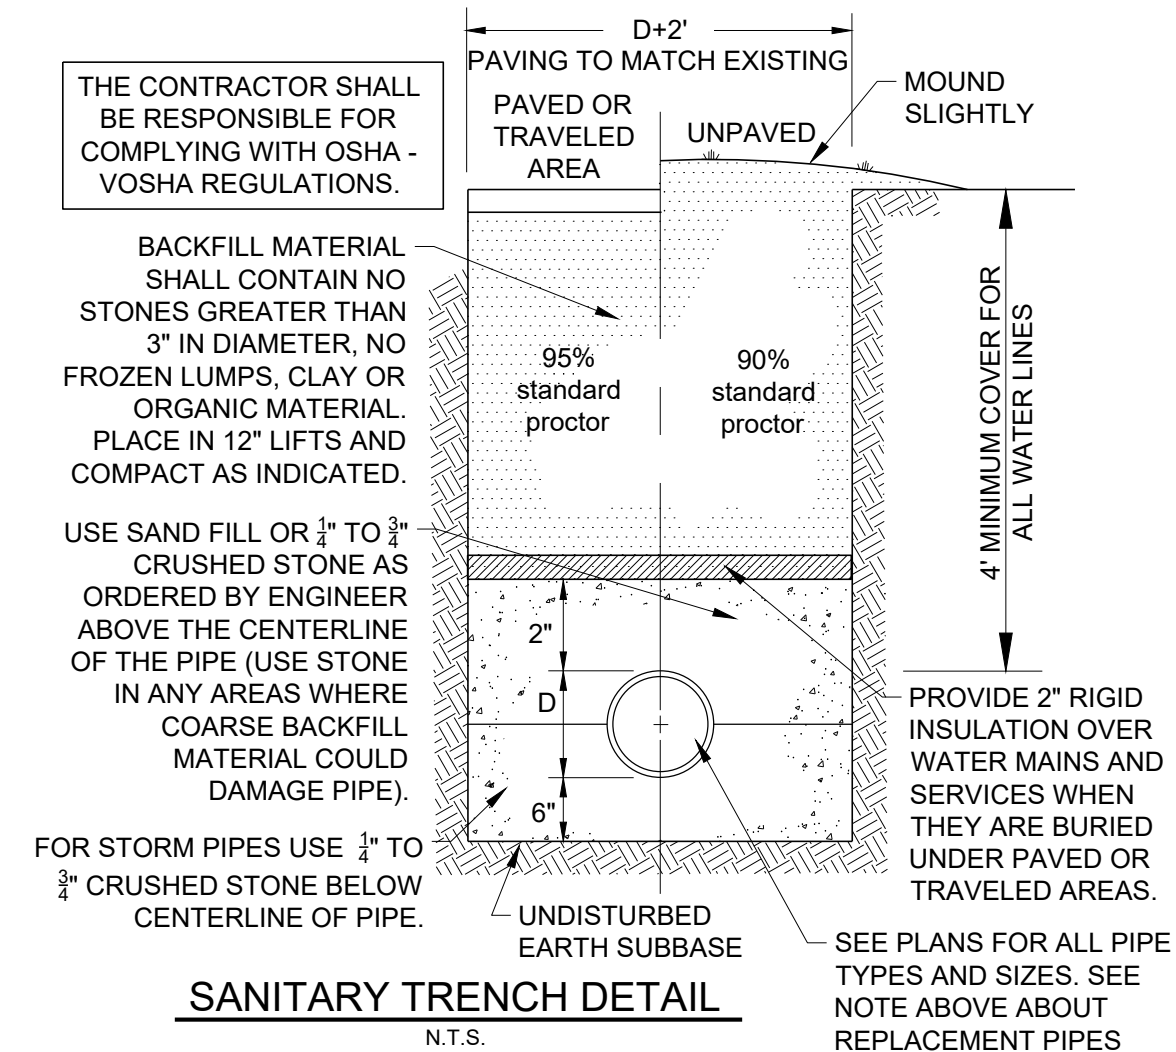 D+2'
PAVING TO MATCH EXISTING
THE CONTRACTOR SHALL
BE RESPONSIBLE FOR
COMPLYING WITH OSHA -
VOSHA REGULATIONS.
PAVED OR
TRAVELED
AREA
UNPAVED
MOUND
SLIGHTLY
BACKFILL MATERIAL
SHALL CONTAIN NO
STONES GREATER THAN
3" IN DIAMETER, NO
FROZEN LUMPS, CLAY OR
ORGANIC MATERIAL.
PLACE IN 12" LIFTS AND
COMPACT AS INDICATED.
95%
standard
proctor
90%
standard
proctor
4' MINIMUM COVER FOR
ALL WATER LINES
USE SAND FILL OR 1/4" TO 3/4"
CRUSHED STONE AS
ORDERED BY ENGINEER
ABOVE THE CENTERLINE
OF THE PIPE (USE STONE
IN ANY AREAS WHERE
COARSE BACKFILL
MATERIAL COULD
DAMAGE PIPE).
2"
D
6"
PROVIDE 2" RIGID
INSULATION OVER
WATER MAINS AND
SERVICES WHEN
THEY ARE BURIED
UNDER PAVED OR
TRAVELED AREAS.
FOR STORM PIPES USE 1/4" TO
3/4" CRUSHED STONE BELOW
CENTERLINE OF PIPE.
UNDISTURBED
EARTH SUBBASE
SEE PLANS FOR ALL PIPE
TYPES AND SIZES. SEE
NOTE ABOVE ABOUT
REPLACEMENT PIPES
SANITARY TRENCH DETAIL
N.T.S.